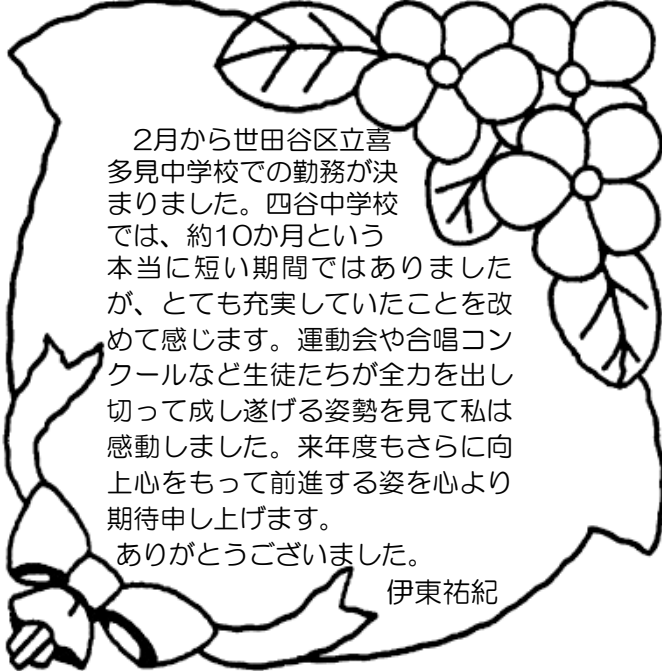 2月から世田谷区立喜
多見中学校での勤務が決
まりました。四谷中学校
では、約10か月という
本当に短い期間ではありました
が、とても充実していたことを改
めて感じます。運動会や合唱コン
クールなど生徒たちが全力を出し
切って成し遂げる姿勢を見て私は
感動しました。来年度もさらに向
上心をもって前進する姿を心より
期待申し上げます。
ありがとうございました。
伊東祐紀